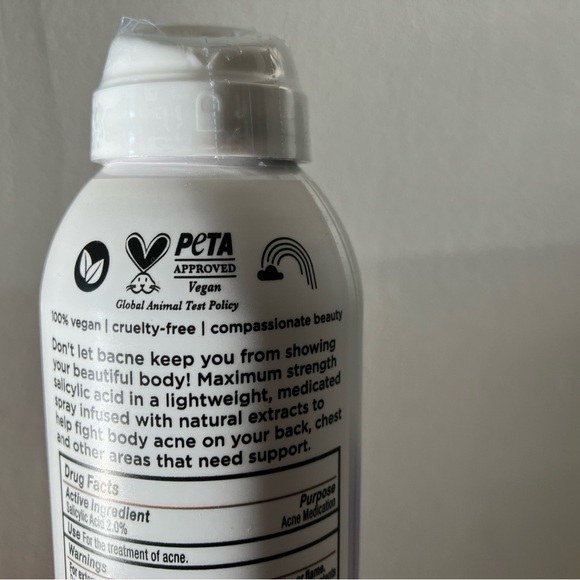 PETA
APPROVED
Vegan
Global Animal Test Policy
100% vegan | cruelty-free | compassionate beauty
Don't let bacne keep you from showing
your beautiful body! Maximum strength
salicylic acid in a lightweight, medicated
spray infused with natural extracts to
help fight body acne on your back, chest
and other areas that need support.
Drug Facts
Active Ingredient Purpose
Salicylic Acid 2.0% Acne Medication
Use For the treatment of acne.
Warnings
or flame.